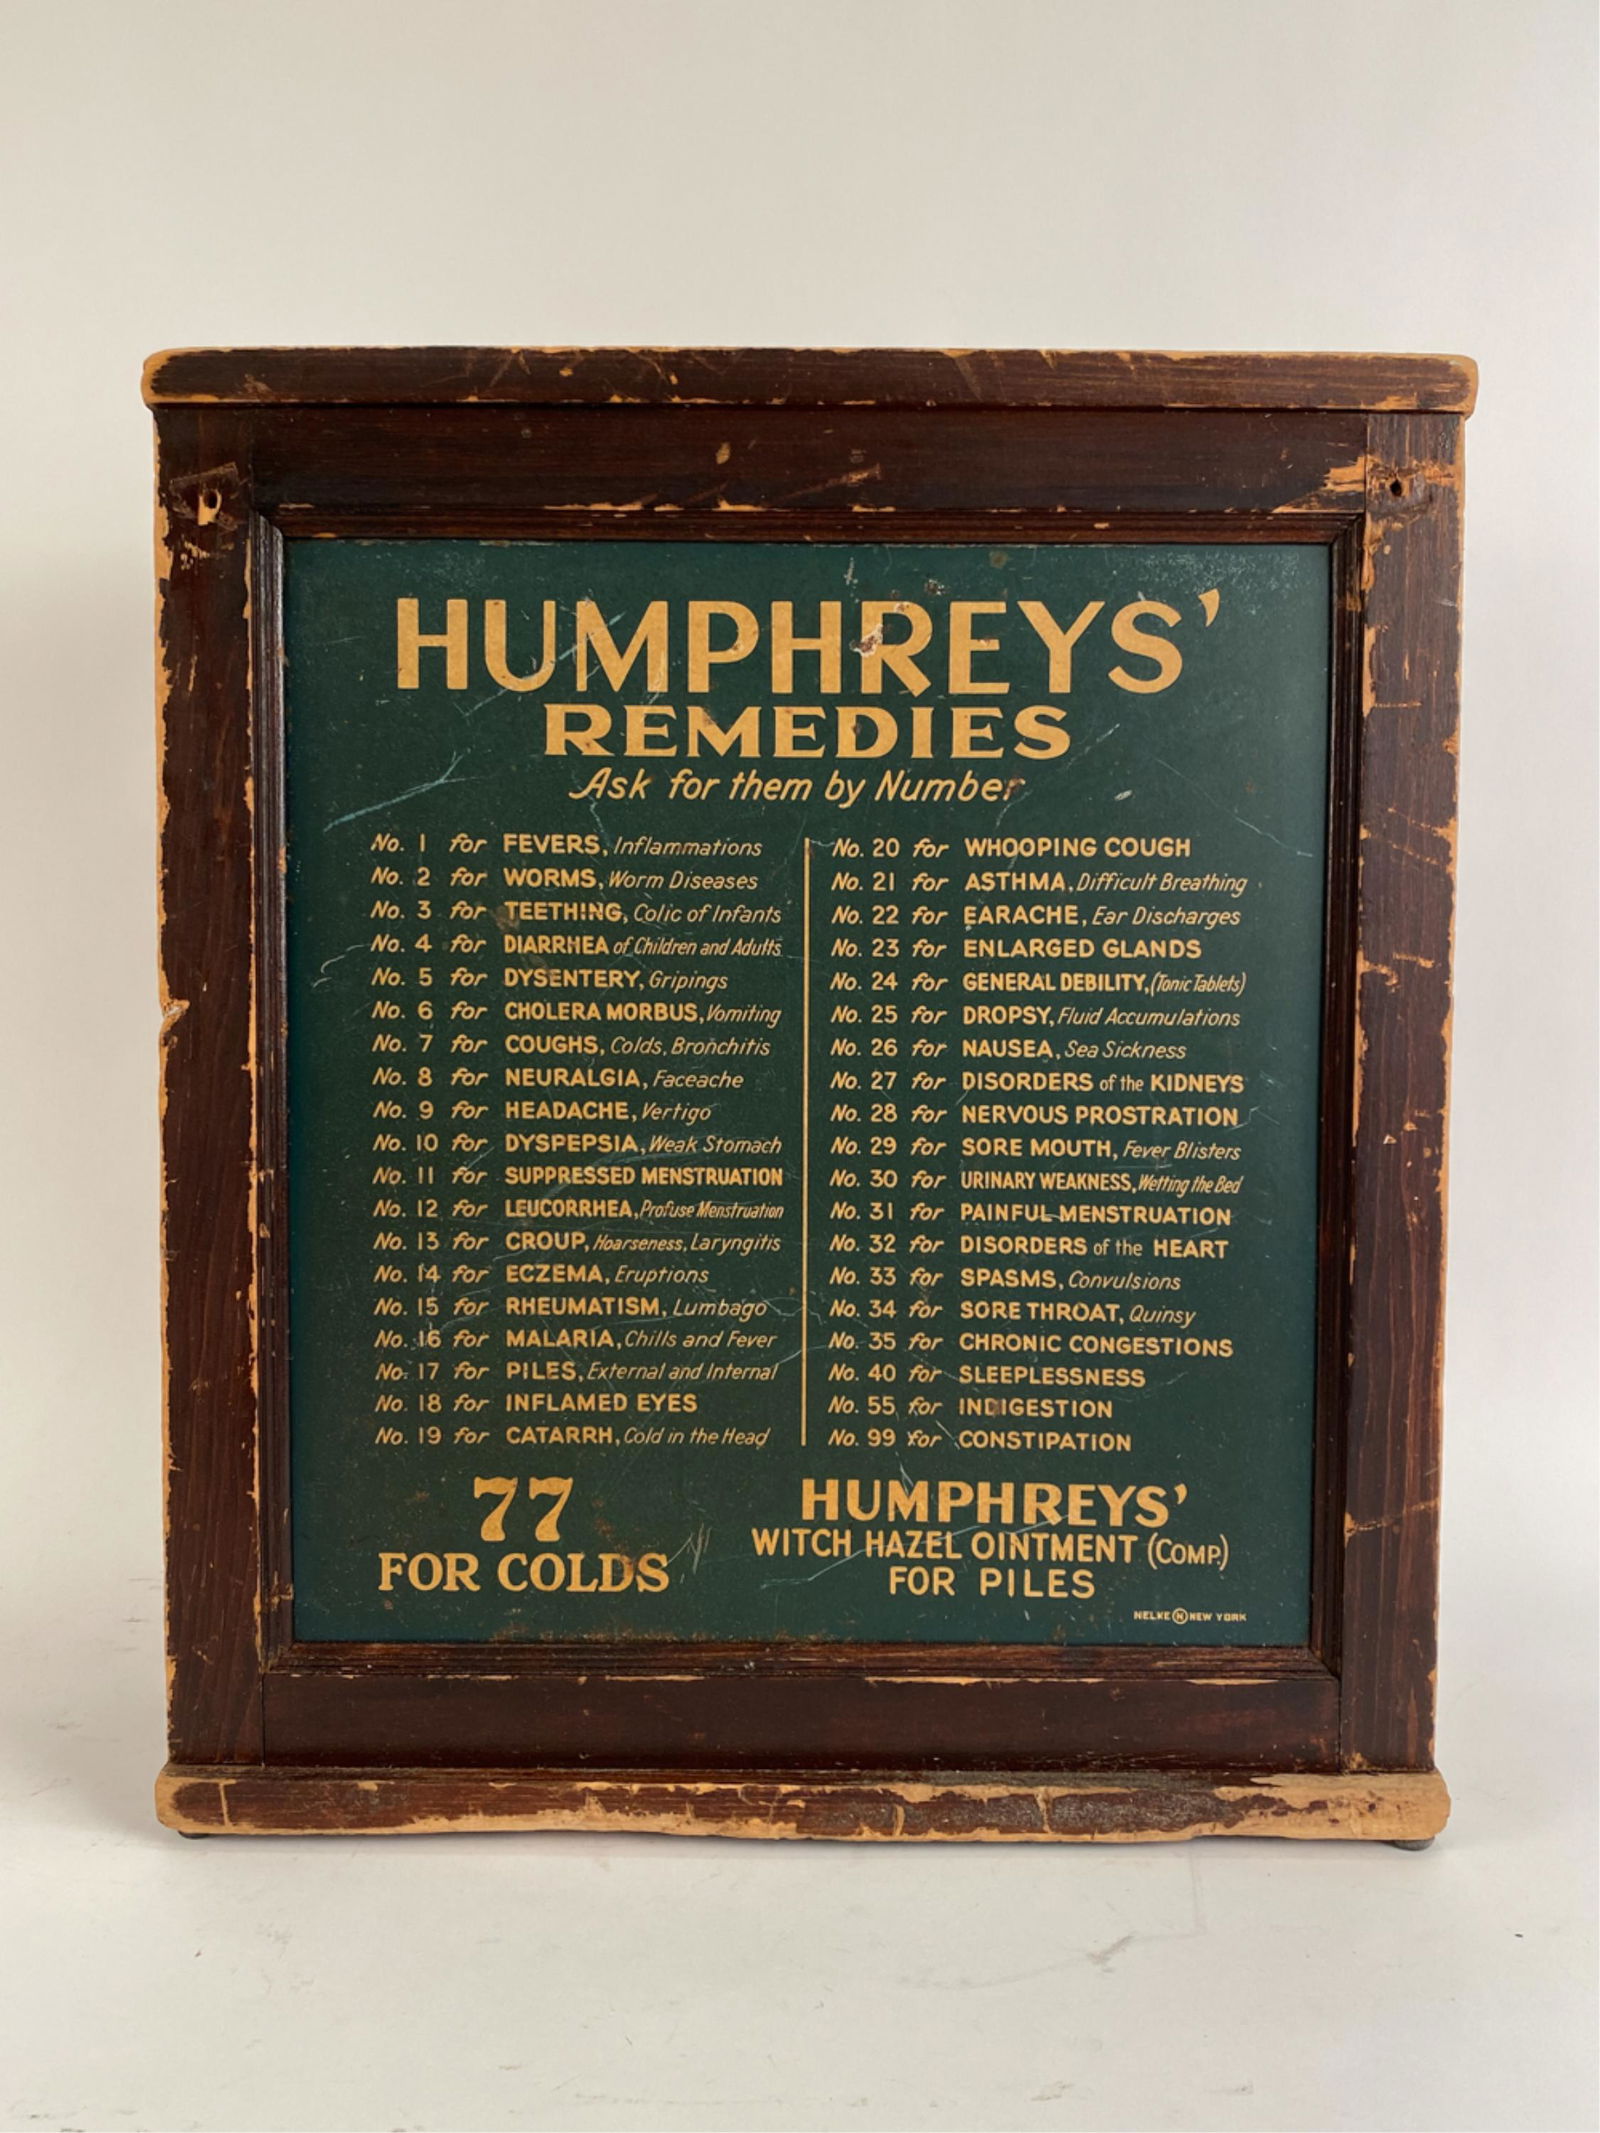 HUMPHREYS'
REMEDIES
Ask for them by Number
No. 1 for FEVERS, Inflammations
No. 2 for WORMS, Worm Diseases
No. 3 for TEETHING, Colic of Infants
No. 4 for DIARRHEA of Children and Adults
No. 5 for DYSENTERY, Gripings
No. 6 for CHOLERA MORBUS, Vomiting
No. 7 for COUGHS, Colds, Bronchitis
No. 8 for NEURALGIA, Faceache
No. 9 for HEADACHE, Vertigo
No. 10 for DYSPEPSIA, Weak Stomach
No. 11 for SUPPRESSED MENSTRUATION
No. 12 for LEUCORRHEA, Profuse Menstruation
No. 13 for CROUP, Hoarseness, Laryngitis
No. 14 for ECZEMA, Eruptions
No. 15 for RHEUMATISM, Lumbago
No. 16 for MALARIA, Chills and Fever
No. 17 for PILES, External and Internal
No. 18 for INFLAMED EYES
No. 19 for CATARRH, Cold in the Head
No. 20 for WHOOPING COUGH
No. 21 for ASTHMA, Difficult Breathing
No. 22 for EARACHE, Ear Discharges
No. 23 for ENLARGED GLANDS
No. 24 for GENERAL DEBILITY, (Tonic Tablets)
No. 25 for DROPSY, Fluid Accumulations
No. 26 for NAUSEA, Sea Sickness
No. 27 for DISORDERS of the KIDNEYS
No. 28 for NERVOUS PROSTRATION
No. 29 for SORE MOUTH, Fever Blisters
No. 30 for URINARY WEAKNESS, Wetting the Bed
No. 31 for PAINFUL MENSTRUATION
No. 32 for DISORDERS of the HEART
No. 33 for SPASMS, Convulsions
No. 34 for SORE THROAT, Quinsy
No. 35 for CHRONIC CONGESTIONS
No. 40 for SLEEPLESSNESS
No. 55 for INDIGESTION
No. 99 for CONSTIPATION
77
FOR COLDS
HUMPHREYS'
WITCH HAZEL OINTMENT (COMP.)
FOR PILES
NELKE N NEW YORK